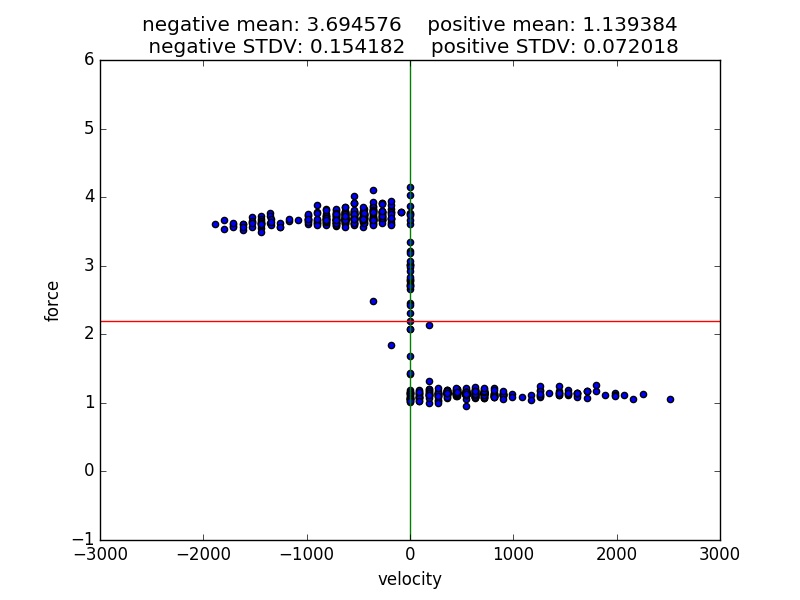 negative mean: 3.694576    positive mean: 1.139384
negative STDV: 0.154182    positive STDV: 0.072018
6
5
4
3
2
1
0
−1
force
−3000 −2000 −1000 0 1000 2000 3000
velocity